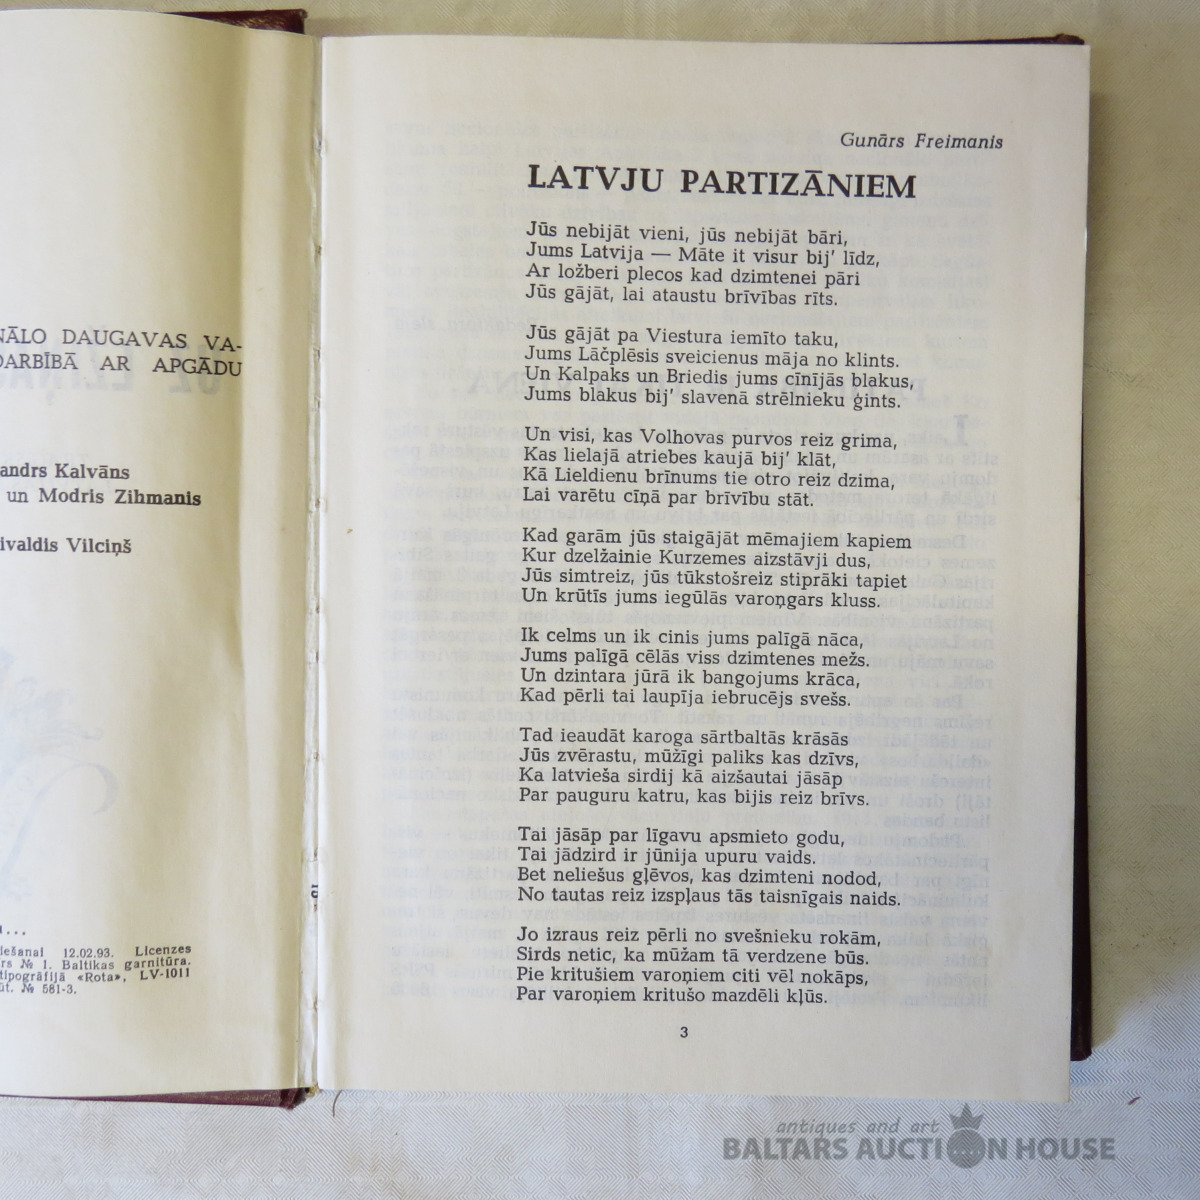 NĀLO DAUGAVAS VA-
DARBĪBĀ AR APGĀDU
andrs Kalvāns
un Modris Zihmanis
ivaldis Vilciņš
iešanai 12.02.93. Licenzes
rs № 1. Baltikas garnitūra.
tipogrāfijā «Rota», LV-1011
ūt. № 581-3.
Gunārs Freimanis
LATVJU PARTIZĀNIEM
Jūs nebijāt vieni, jūs nebijāt bāri,
Jums Latvija — Māte it visur bij’ līdz,
Ar ložberi plecos kad dzimtenei pāri
Jūs gājāt, lai ataustu brīvības rīts.
Jūs gājāt pa Viestura iemīto taku,
Jums Lāčplēsis sveicienus māja no klints.
Un Kalpaks un Briedis jums cīnījās blakus,
Jums blakus bij’ slavenā strēlnieku ģints.
Un visi, kas Volhovas purvos reiz grima,
Kas lielajā atriebes kaujā bij’ klāt,
Kā Lieldienu brīnums tie otro reiz dzima,
Lai varētu cīņā par brīvību stāt.
Kad garām jūs staigājāt mēmajiem kapiem
Kur dzelžainie Kurzemes aizstāvji dus,
Jūs simtreiz, jūs tūkstošreiz stiprāki tapiet
Un krūtīs jums iegūlās varoņgars kluss.
Ik celms un ik cinis jums palīgā nāca,
Jums palīgā cēlās viss dzimtenes mežs.
Un dzintara jūrā ik bangojums krāca,
Kad pērli tai laupīja iebrucējs svešs.
Tad ieaudāt karoga sārtbaltās krāsās
Jūs zvērastu, mūžīgi paliks kas dzīvs,
Ka latvieša sirdij kā aizšautai jāsāp
Par pauguru katru, kas bijis reiz brīvs.
Tai jāsāp par līgavu apsmieto godu,
Tai jādzird ir jūnija upuru vaids.
Bet neliešus gļēvos, kas dzimteni nodod,
No tautas reiz izspļaus tās taisnīgais naids.
Jo izraus reiz pērli no svešnieku rokām,
Sirds netic, ka mūžam tā verdzene būs.
Pie kritušiem varoņiem citi vēl nokāps,
Par varoņiem kritušo mazdēli kļūs.
3
antiques and art
BALTARS AUCTION HOUSE